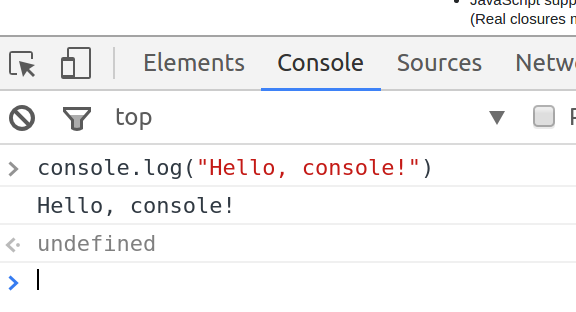 JavaScript supp
(Real closures
Elements Console Sources Netw
top
console.log("Hello, console!")
Hello, console!
undefined